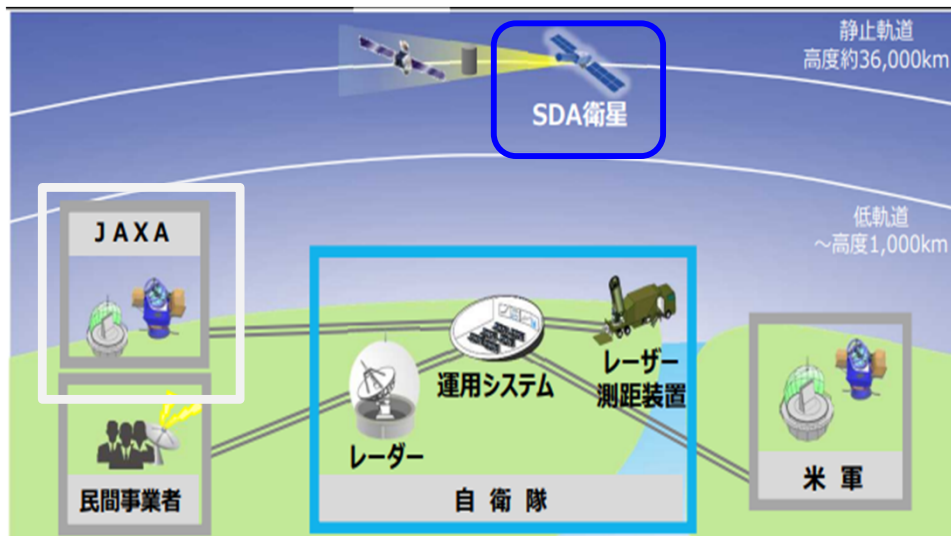 静止軌道
高度約36,000km
SDA衛星
低軌道
～高度1,000km
JAXA
レーザー
測距装置
運用システム
レーダー
民間事業者
自衛隊
米軍